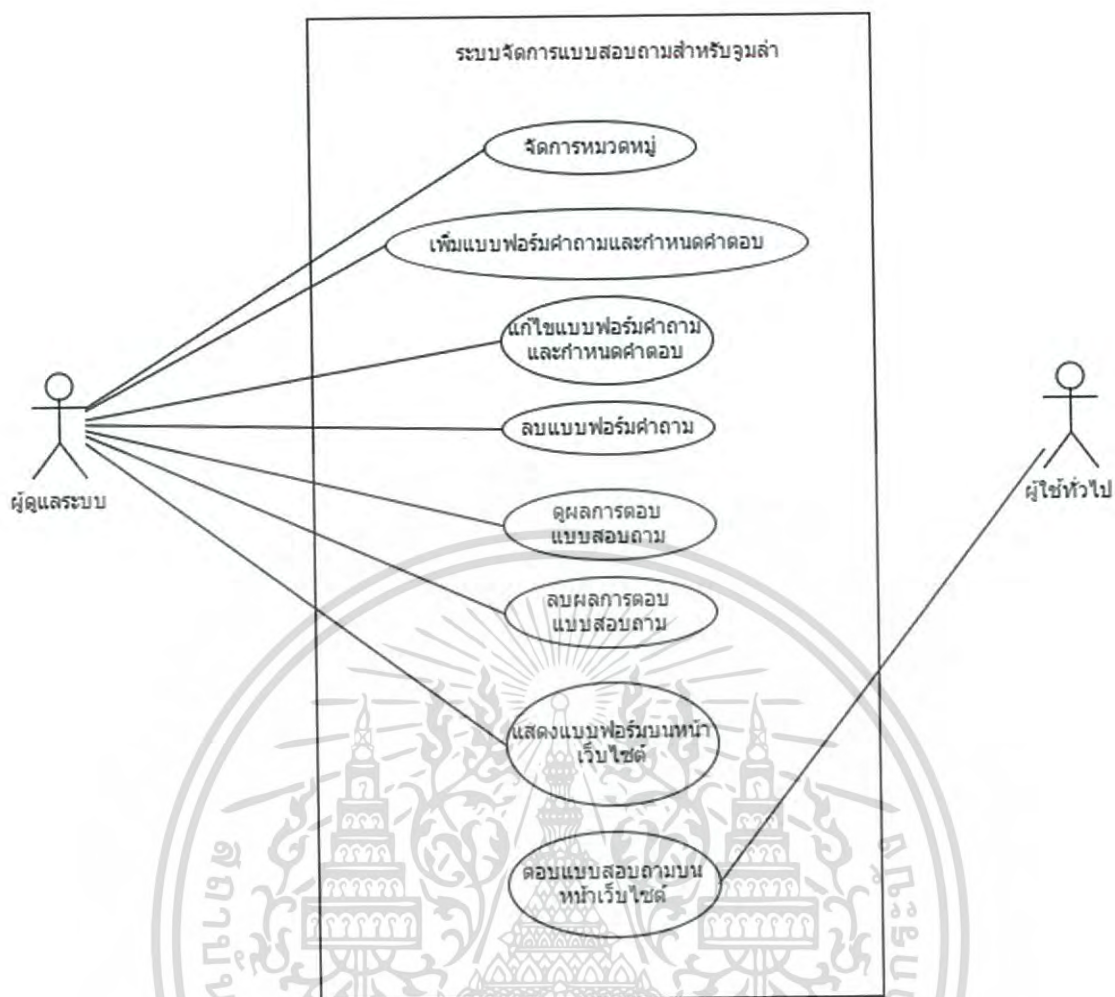 ระบบจัดการแบบสอบถามสำหรับจูมล่า
จัดการหมวดหมู่
เพิ่มแบบฟอร์มคำถามและกำหนดคำตอบ
แก้ไขแบบฟอร์มคำถาม
และกำหนดคำตอบ
ลบแบบฟอร์มคำถาม
ผู้ดูแลระบบ
ผู้ใช้ทั่วไป
ดูผลการตอบ
แบบสอบถาม
ลบผลการตอบ
แบบสอบถาม
แสดงแบบฟอร์มบนหน้า
เว็บไซต์
ตอบแบบสอบถามบน
หน้าเว็บไซต์